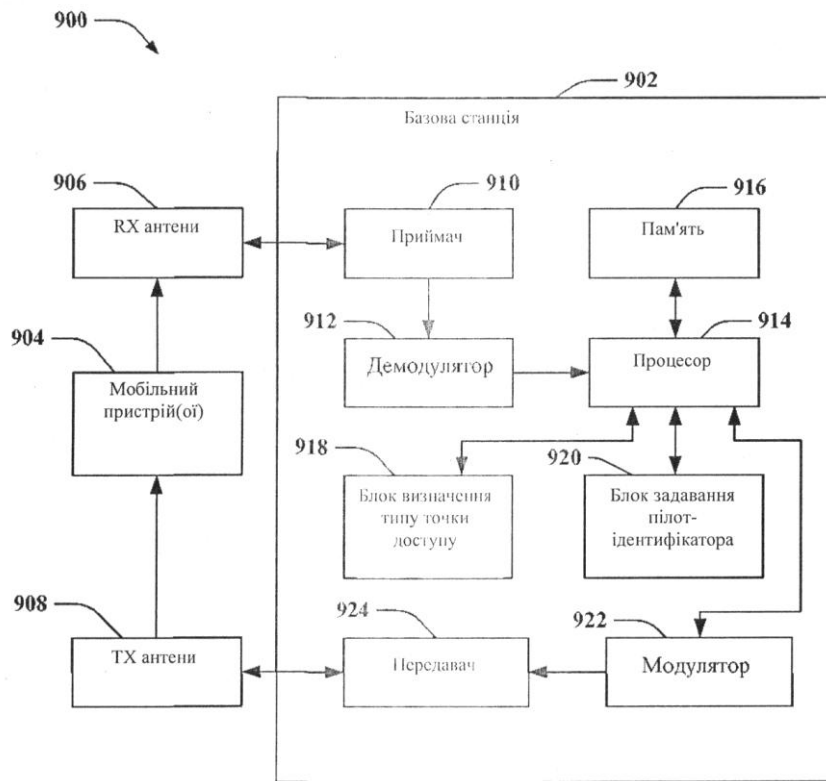 900
902
Базова станція
906
910
916
RX антени
Приймач
Пам'ять
912
914
904
Демодулятор
Процесор
Мобільний
пристрій(ої)
918
920
Блок визначення
типу точки
доступу
Блок задавання
пілот-
ідентифікатора
908
924
922
TX антени
Передавач
Модулятор